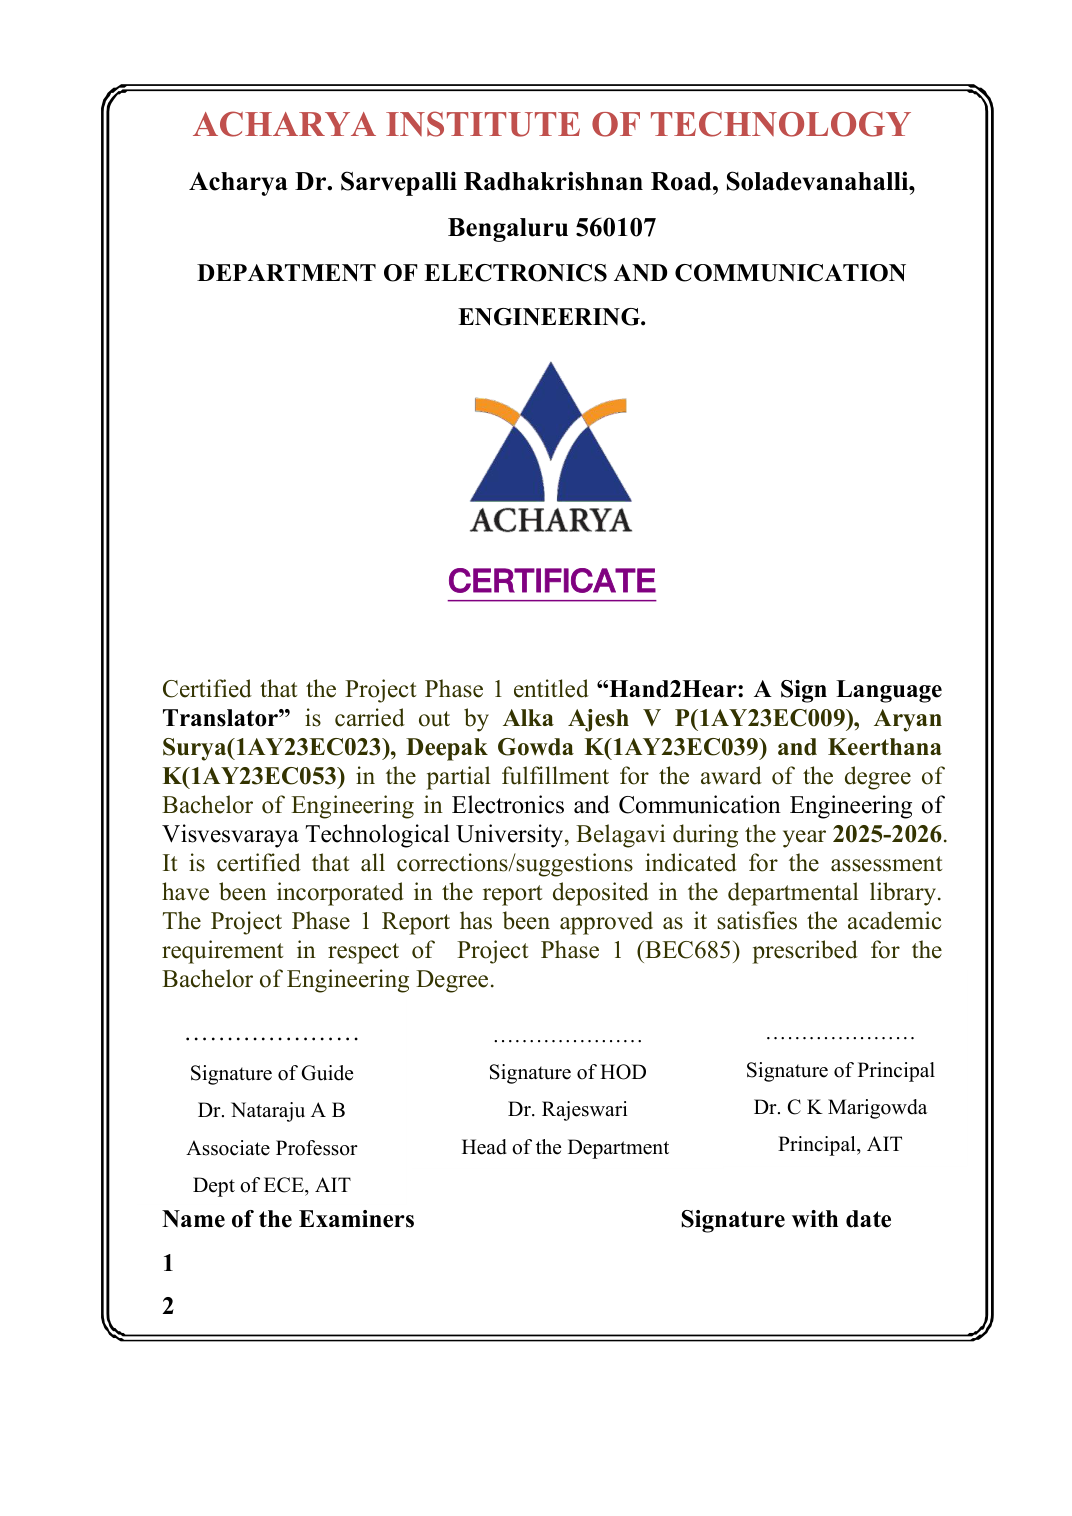 ACHARYA INSTITUTE OF TECHNOLOGY
Acharya Dr. Sarvepalli Radhakrishnan Road, Soladevanahalli,
Bengaluru 560107
DEPARTMENT OF ELECTRONICS AND COMMUNICATION
ENGINEERING.
ACHARYA
CERTIFICATE
Certified that the Project Phase 1 entitled “Hand2Hear: A Sign Language
Translator” is carried out by Alka Ajesh V P(1AY23EC009), Aryan
Surya(1AY23EC023), Deepak Gowda K(1AY23EC039) and Keerthana
K(1AY23EC053) in the partial fulfillment for the award of the degree of
Bachelor of Engineering in Electronics and Communication Engineering of
Visvesvaraya Technological University, Belagavi during the year 2025-2026.
It is certified that all corrections/suggestions indicated for the assessment
have been incorporated in the report deposited in the departmental library.
The Project Phase 1 Report has been approved as it satisfies the academic
requirement in respect of Project Phase 1 (BEC685) prescribed for the
Bachelor of Engineering Degree.
………………… ………………… …………………
Signature of Guide Signature of HOD Signature of Principal
Dr. Nataraju A B Dr. Rajeswari Dr. C K Marigowda
Associate Professor Head of the Department Principal, AIT
Dept of ECE, AIT
Name of the Examiners Signature with date
1
2